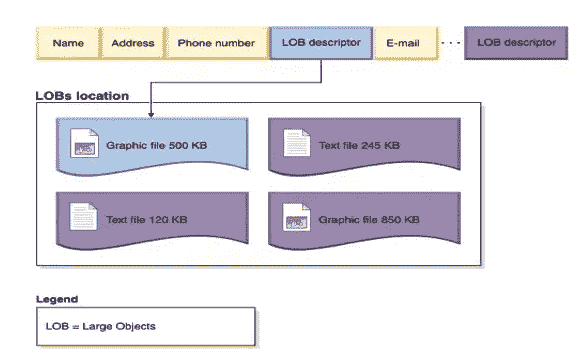 Name Address Phone number LOB descriptor E-mail LOB descriptor
LOBs location
Graphic file 500 KB Text file 245 KB
Text file 120 KB Graphic file 850 KB
Legend
LOB = Large Objects